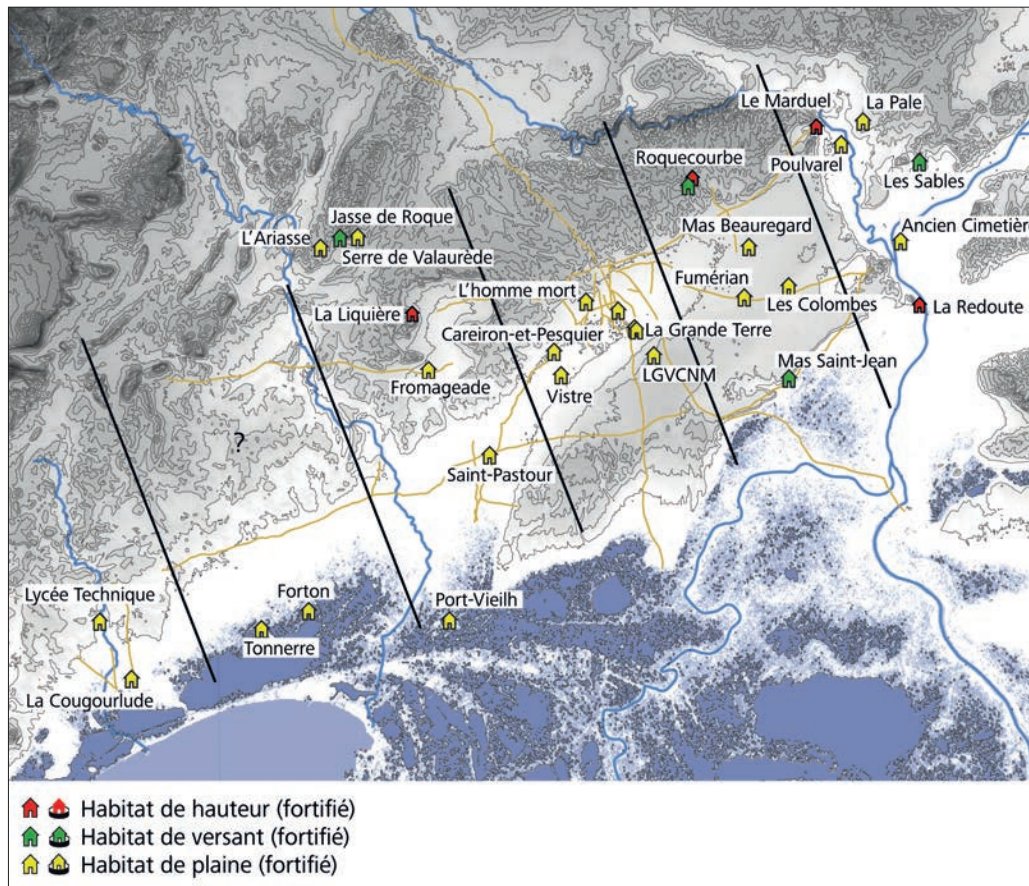 Le Marduel
La Pale
Roquecourbe
Poulvarel
Les Sables
Jasse de Roque
L'Ariasse
Serre de Valaurède
Mas Beauregard
Ancien Cimetière
L'homme mort
Fumérian
La Liquière
Les Colombes
La Redoute
Careiron-et-Pesquier
La Grande Terre
Fromageade
Vistre
LGVCNM
Mas Saint-Jean
?
Saint-Pastour
Lycée Technique
Forton
Port-Vieilh
Tonnerre
La Cougourlude
Habitat de hauteur (fortifié)
Habitat de versant (fortifié)
Habitat de plaine (fortifié)